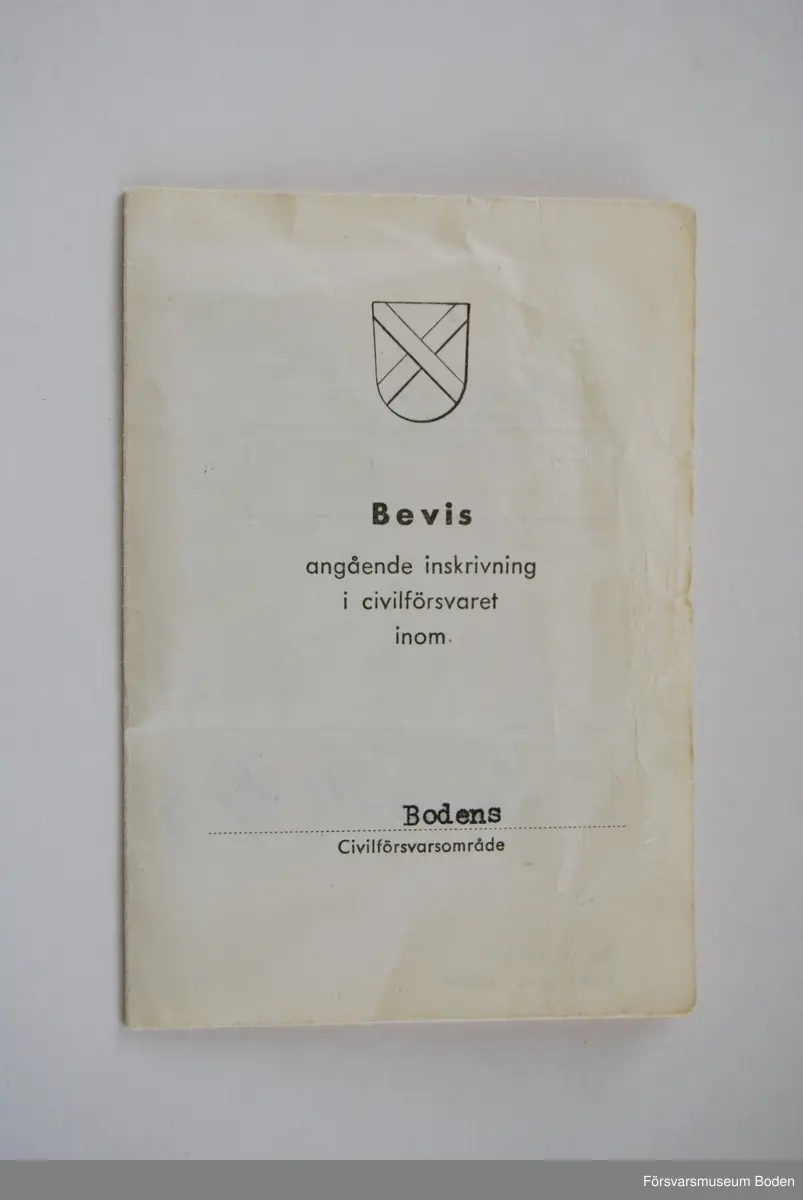 Bevis
angående inskrivning
i civilförsvaret
inom
Bodens
Civilförsvarsområde
Försvarsmuseum Boden